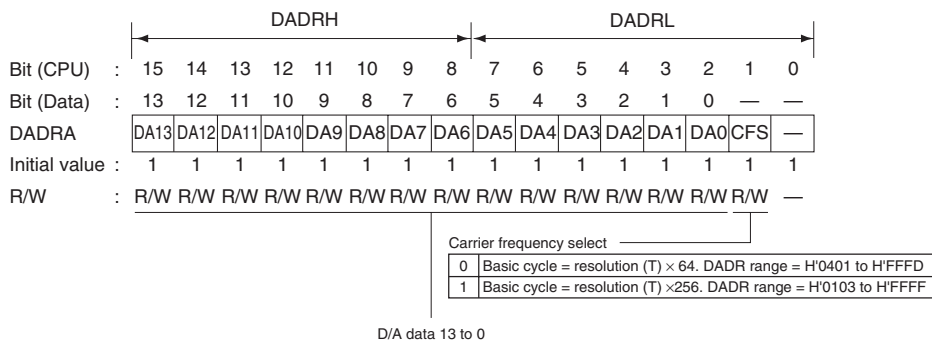 DADRH DADRL
Bit (CPU) : 15 14 13 12 11 10 9 8 7 6 5 4 3 2 1 0
Bit (Data) : 13 12 11 10 9 8 7 6 5 4 3 2 1 0 — —
DADRA DA13 DA12 DA11 DA10 DA9 DA8 DA7 DA6 DA5 DA4 DA3 DA2 DA1 DA0 CFS —
Initial value : 1 1 1 1 1 1 1 1 1 1 1 1 1 1 1 1
R/W : R/W R/W R/W R/W R/W R/W R/W R/W R/W R/W R/W R/W R/W R/W R/W —
Carrier frequency select
0 Basic cycle = resolution (T) × 64. DADR range = H'0401 to H'FFFD
1 Basic cycle = resolution (T) ×256. DADR range = H'0103 to H'FFFF
D/A data 13 to 0